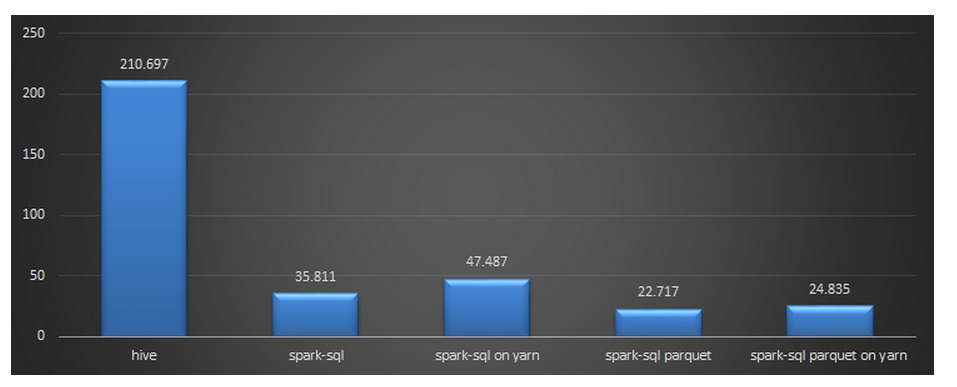 250
210.697
200
150
100
47.487
50
35.811
22.717
24.835
0
hive
spark-sql
spark-sql on yarn
spark-sql parquet
spark-sql parquet on yarn